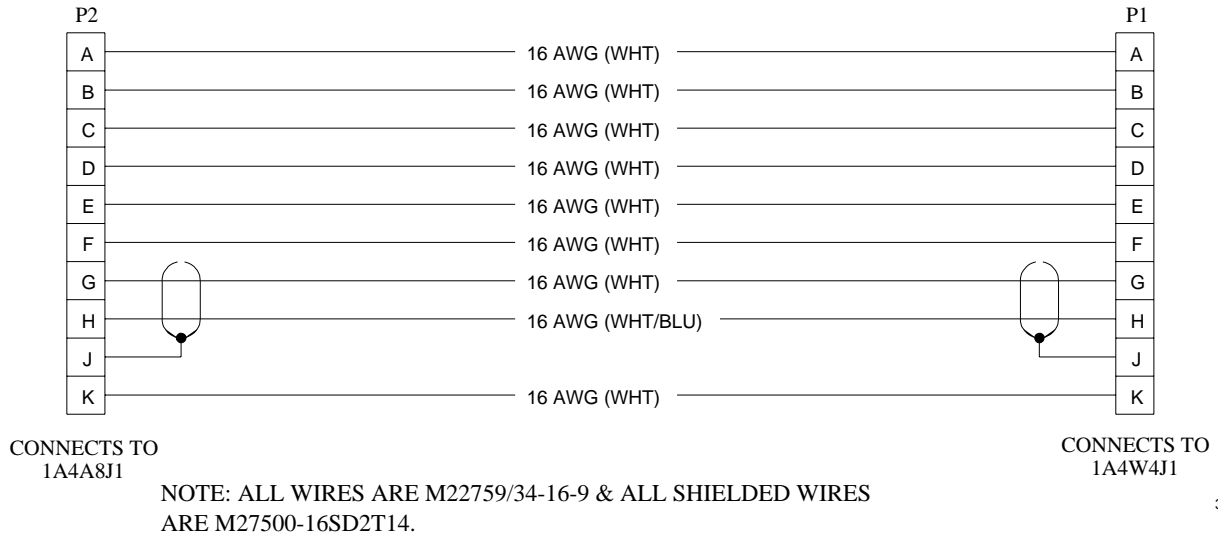 P2 P1
A 16 AWG (WHT) A
B 16 AWG (WHT) B
C 16 AWG (WHT) C
D 16 AWG (WHT) D
E 16 AWG (WHT) E
F 16 AWG (WHT) F
G 16 AWG (WHT) G
H 16 AWG (WHT/BLU) H
J J
K 16 AWG (WHT) K
CONNECTS TO CONNECTS TO
1A4A8J1 1A4W4J1
NOTE: ALL WIRES ARE M22759/34-16-9 & ALL SHIELDED WIRES
ARE M27500-16SD2T14.